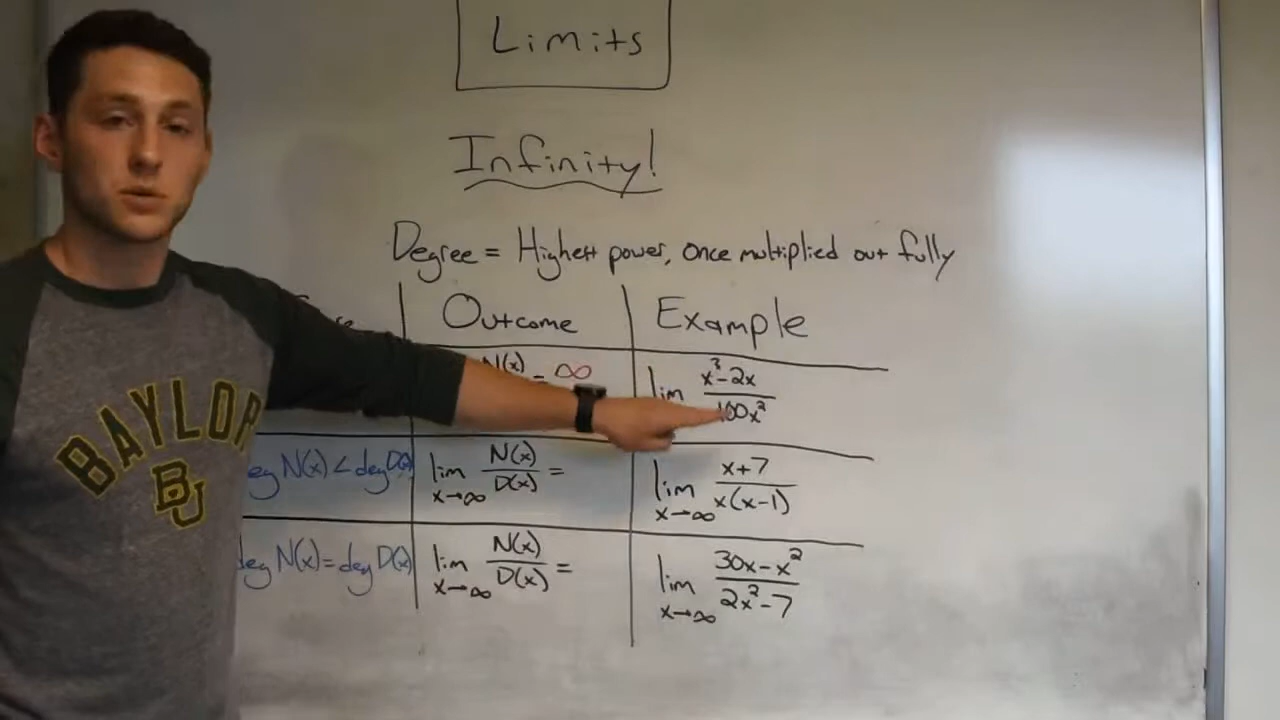 Limits
Infinity!
Degree = Highest power, once multiplied out fully
Outcome Example
N(x) = ∞ lim x³-2x / 100x²
deg N(x) < deg D(x) lim x→∞ N(x)/D(x) = lim x→∞ x+7 / x(x-1)
deg N(x) = deg D(x) lim x→∞ N(x)/D(x) = lim x→∞ 30x-x² / 2x²-7
BAYLOR
BU